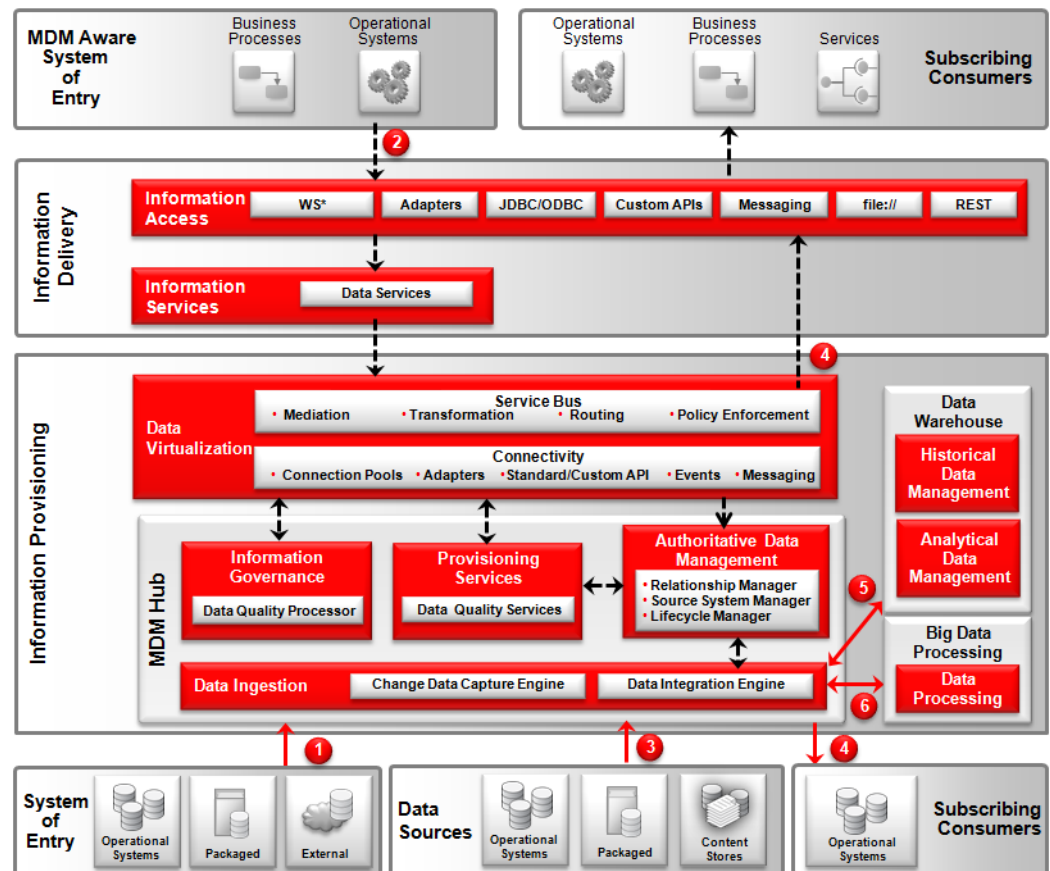 MDM Aware
System
of
Entry
Business
Processes
Operational
Systems
Operational
Systems
Business
Processes
Services
Subscribing
Consumers
2
Information
Delivery
Information
Access
WS*
Adapters
JDBC/ODBC
Custom APIs
Messaging
file://
REST
Information
Services
Data Services
4
Information Provisioning
Data
Virtualization
Service Bus
• Mediation
• Transformation
• Routing
• Policy Enforcement
Connectivity
• Connection Pools
• Adapters
• Standard/Custom API
• Events
• Messaging
Data
Warehouse
Historical
Data
Management
Analytical
Data
Management
MDM Hub
Information
Governance
Data Quality Processor
Provisioning
Services
Data Quality Services
Authoritative Data
Management
• Relationship Manager
• Source System Manager
• Lifecycle Manager
5
Big Data
Processing
Data
Processing
6
Data Ingestion
Change Data Capture Engine
Data Integration Engine
1
3
4
System
of
Entry
Operational
Systems
Packaged
External
Data
Sources
Operational
Systems
Packaged
Content
Stores
Operational
Systems
Subscribing
Consumers